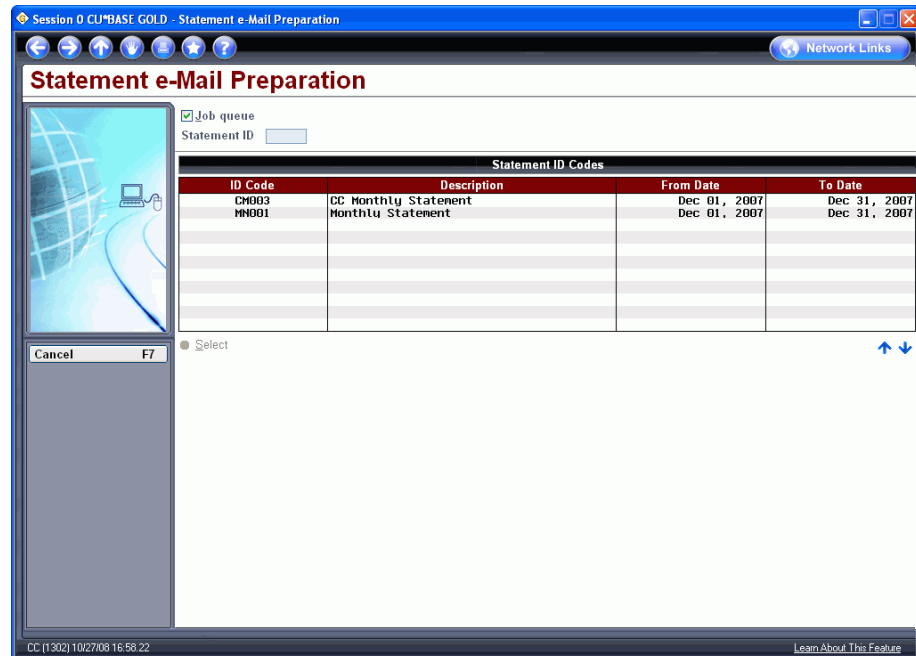 Session 0 CU*BASE GOLD - Statement e-Mail Preparation
Network Links
Statement e-Mail Preparation
Job queue
Statement ID
Statement ID Codes
ID Code Description From Date To Date
CM003 CC Monthly Statement Dec 01, 2007 Dec 31, 2007
MN001 Monthly Statement Dec 01, 2007 Dec 31, 2007
Select
Cancel F7
CC (1302) 10/27/08 16:58:22 Learn About This Feature